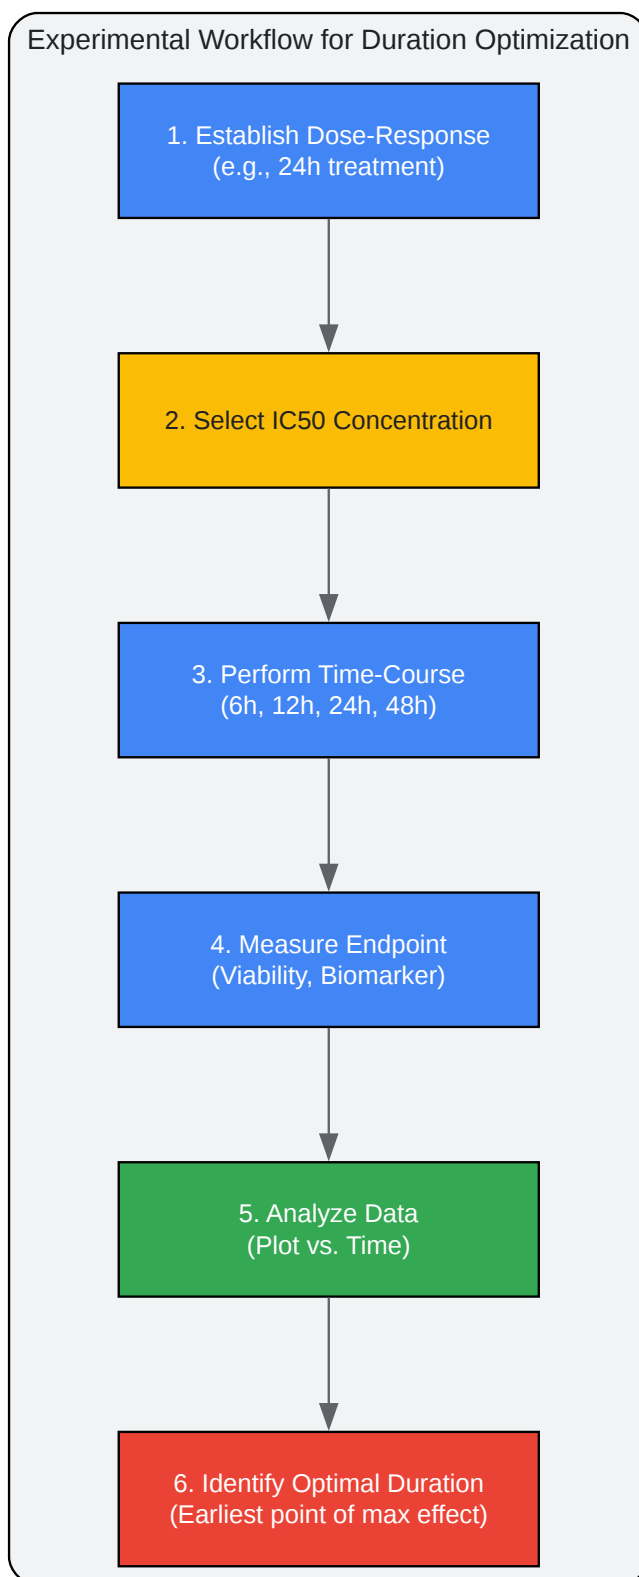 Experimental Workflow for Duration Optimization
1. Establish Dose-Response
(e.g., 24h treatment)
2. Select IC50 Concentration
3. Perform Time-Course
(6h, 12h, 24h, 48h)
4. Measure Endpoint
(Viability, Biomarker)
5. Analyze Data
(Plot vs. Time)
6. Identify Optimal Duration
(Earliest point of max effect)